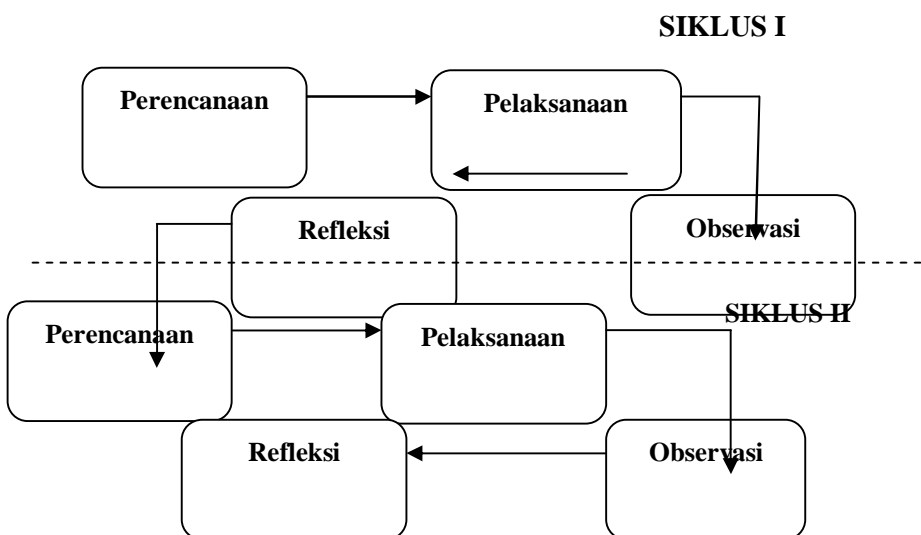 SIKLUS I
Perencanaan
Pelaksanaan
Refleksi
Observasi
SIKLUS II
Perencanaan
Pelaksanaan
Refleksi
Observasi